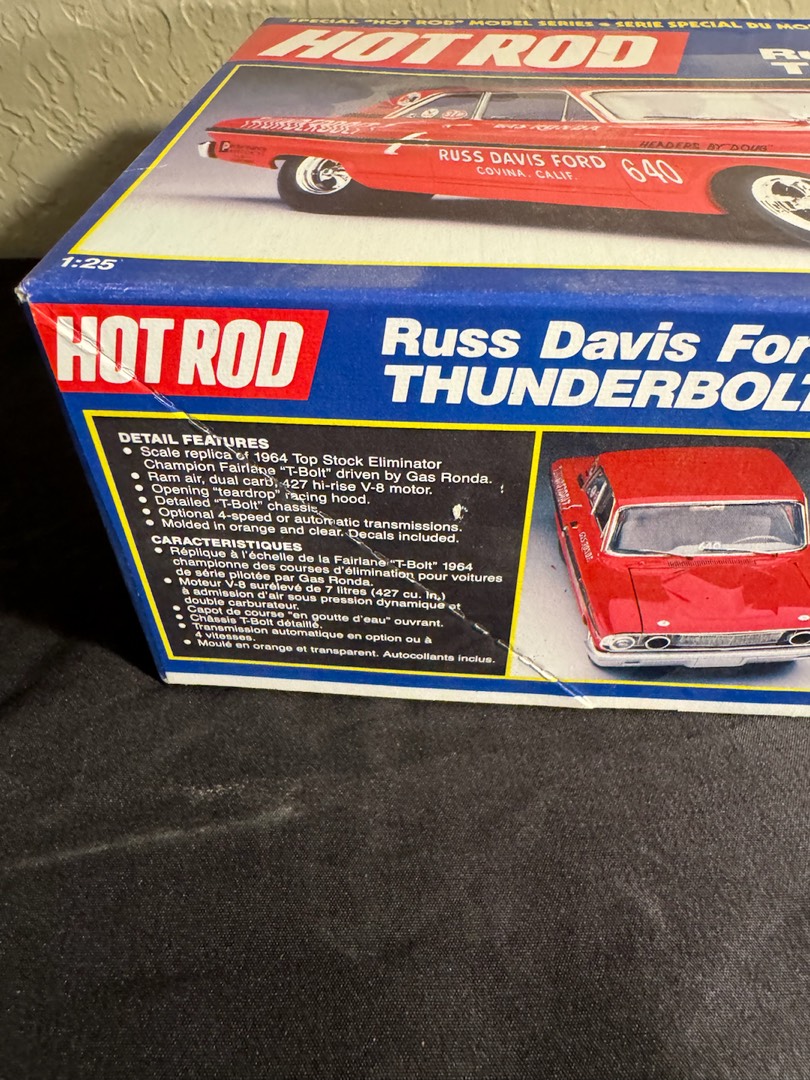 SPECIAL "HOT ROD" MODEL SERIES • SERIE SPECIAL DU
HOT ROD
GAS RONDA
HEADERS BY "DOUG"
RUSS DAVIS FORD 640
COVINA, CALIF.
1:25
HOT ROD
Russ Davis
THUNDERBOLT
DETAIL FEATURES
• Scale replica of 1964 Top Stock Eliminator
Champion Fairlane "T-Bolt" driven by Gas Ronda.
• Ram air, dual carb, 427 hi-rise V-8 motor.
• Opening "teardrop" racing hood.
• Detailed "T-Bolt" chassis.
• Optional 4-speed or automatic transmissions.
• Molded in orange and clear. Decals included.
CARACTERISTIQUES
• Réplique à l'échelle de la Fairlane "T-Bolt" 1964
championne des courses d'élimination pour voitures
de série pilotée par Gas Ronda.
• Moteur V-8 surélevé de 7 litres (427 cu. in.)
à admission d'air sous pression dynamique et
double carburateur.
• Capot de course "en goutte d'eau" ouvrant.
• Châssis T-Bolt détaillé.
• Transmission automatique en option ou à
4 vitesses.
• Moulé en orange et transparent. Autocollants inclus.